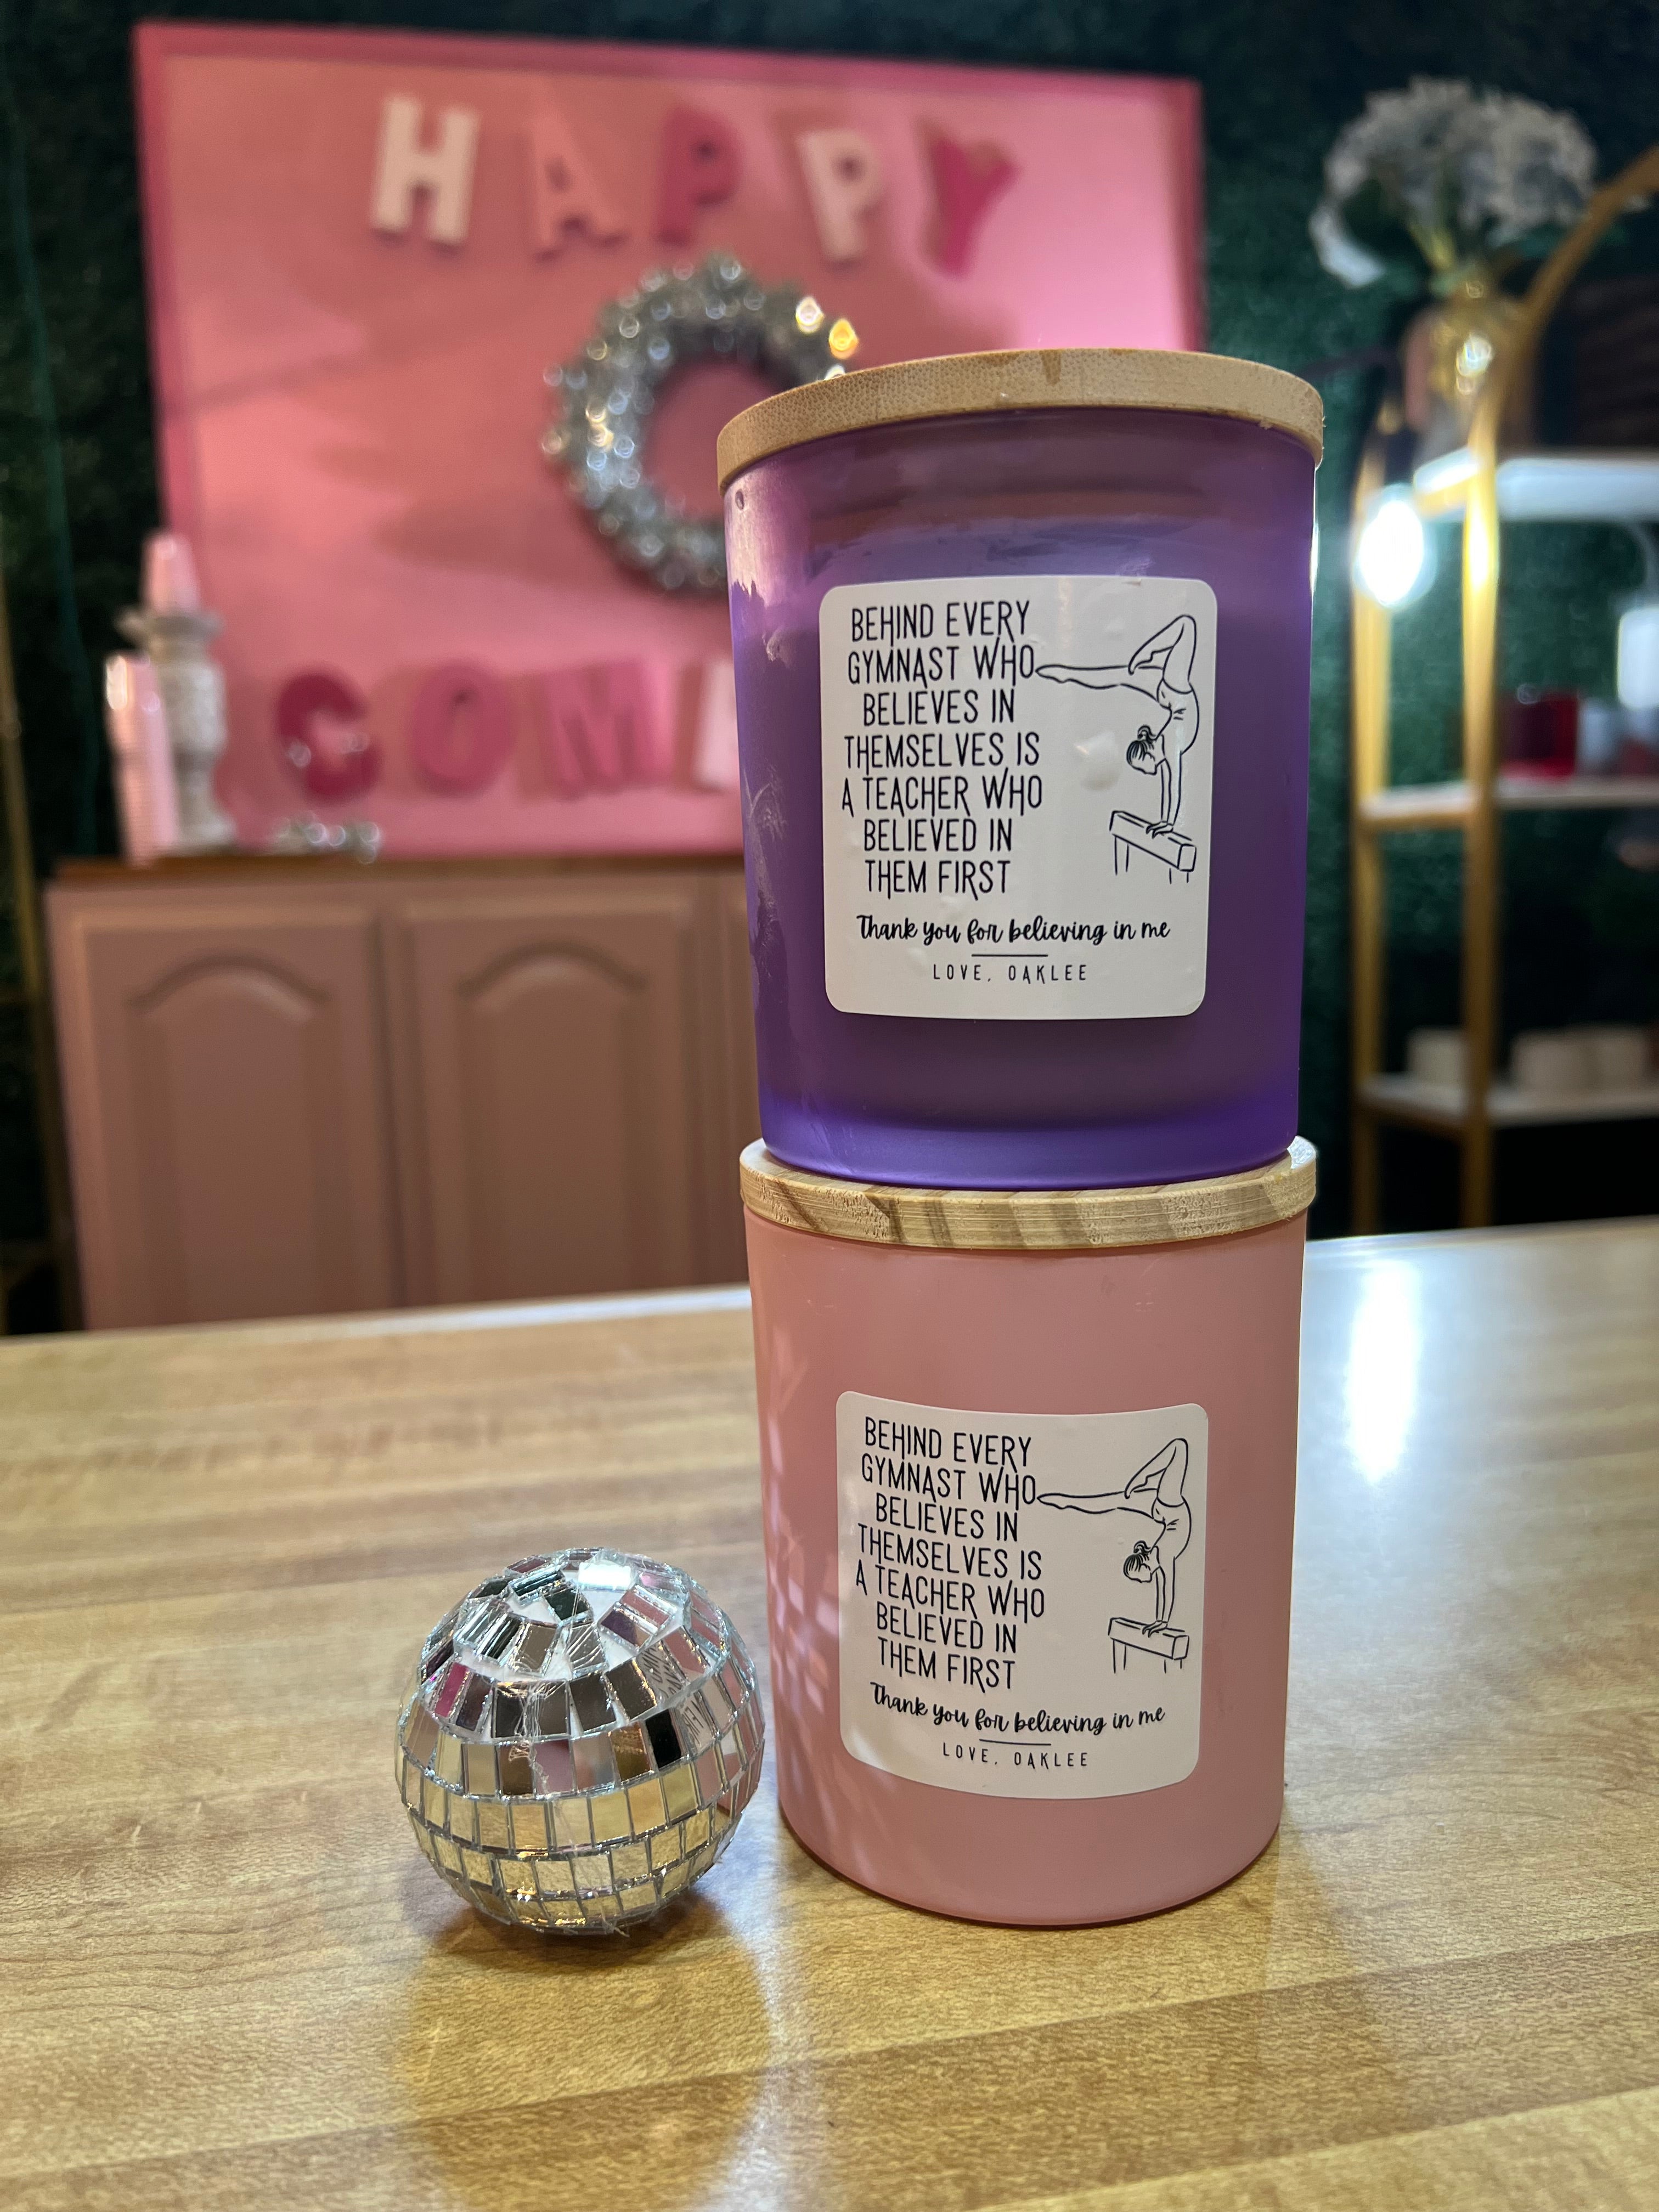 HAPPY
COMI
BEHIND EVERY
GYMNAST WHO
BELIEVES IN
THEMSELVES IS
A TEACHER WHO
BELIEVED IN
THEM FIRST
Thank you for believing in me
LOVE, OAKLEE
BEHIND EVERY
GYMNAST WHO
BELIEVES IN
THEMSELVES IS
A TEACHER WHO
BELIEVED IN
THEM FIRST
Thank you for believing in me
LOVE, OAKLEE